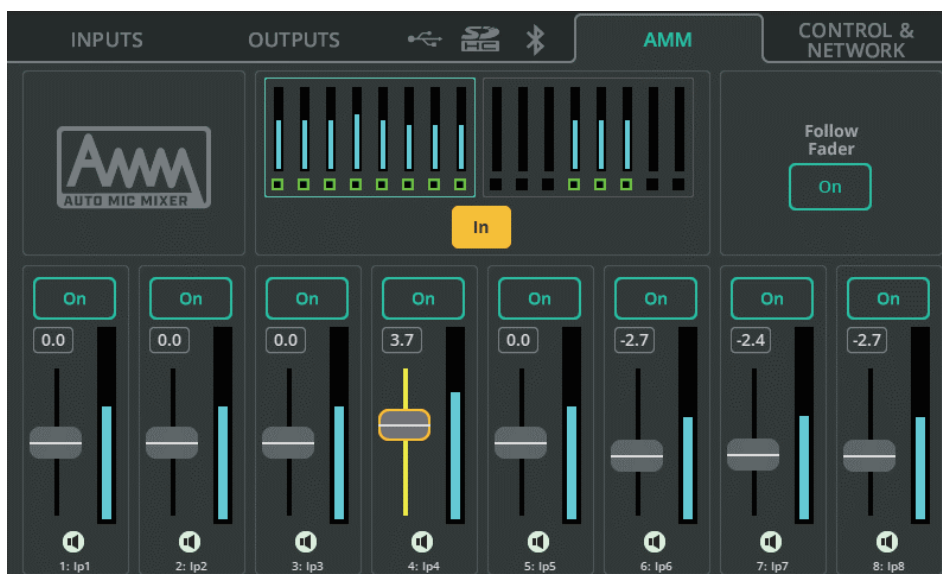 INPUTS
OUTPUTS
SD
HC
AMM
CONTROL &
NETWORK
AMM
AUTO MIC MIXER
In
Follow
Fader
On
On
On
On
On
On
On
On
On
0.0
0.0
0.0
3.7
0.0
-2.7
-2.4
-2.7
1: Ip1
2: Ip2
3: Ip3
4: Ip4
5: Ip5
6: Ip6
7: Ip7
8: Ip8